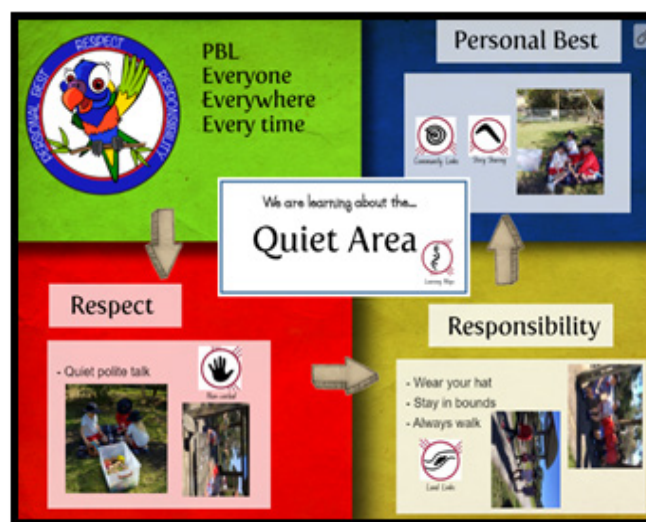 RESPECT
PERSONAL BEST
RESPONSIBILITY
PBL
Everyone
Everywhere
Every time
Personal Best
Community Links
Story Sharing
We are learning about the...
Quiet Area
Learning Maps
Respect
- Quiet polite talk
Non-verbal
Responsibility
- Wear your hat
- Stay in bounds
- Always walk
Land Links